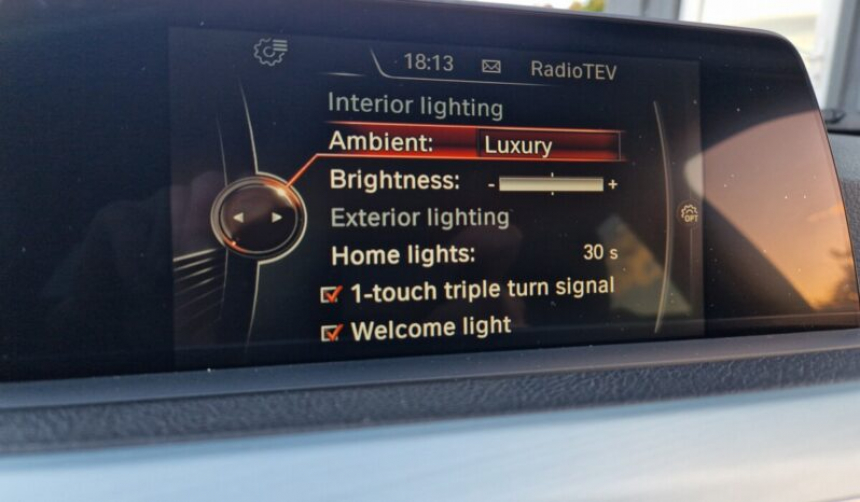 18:13 RadioTEV
Interior lighting
Ambient: Luxury
Brightness: - +
Exterior lighting
Home lights: 30 s
1-touch triple turn signal
Welcome light
OPT